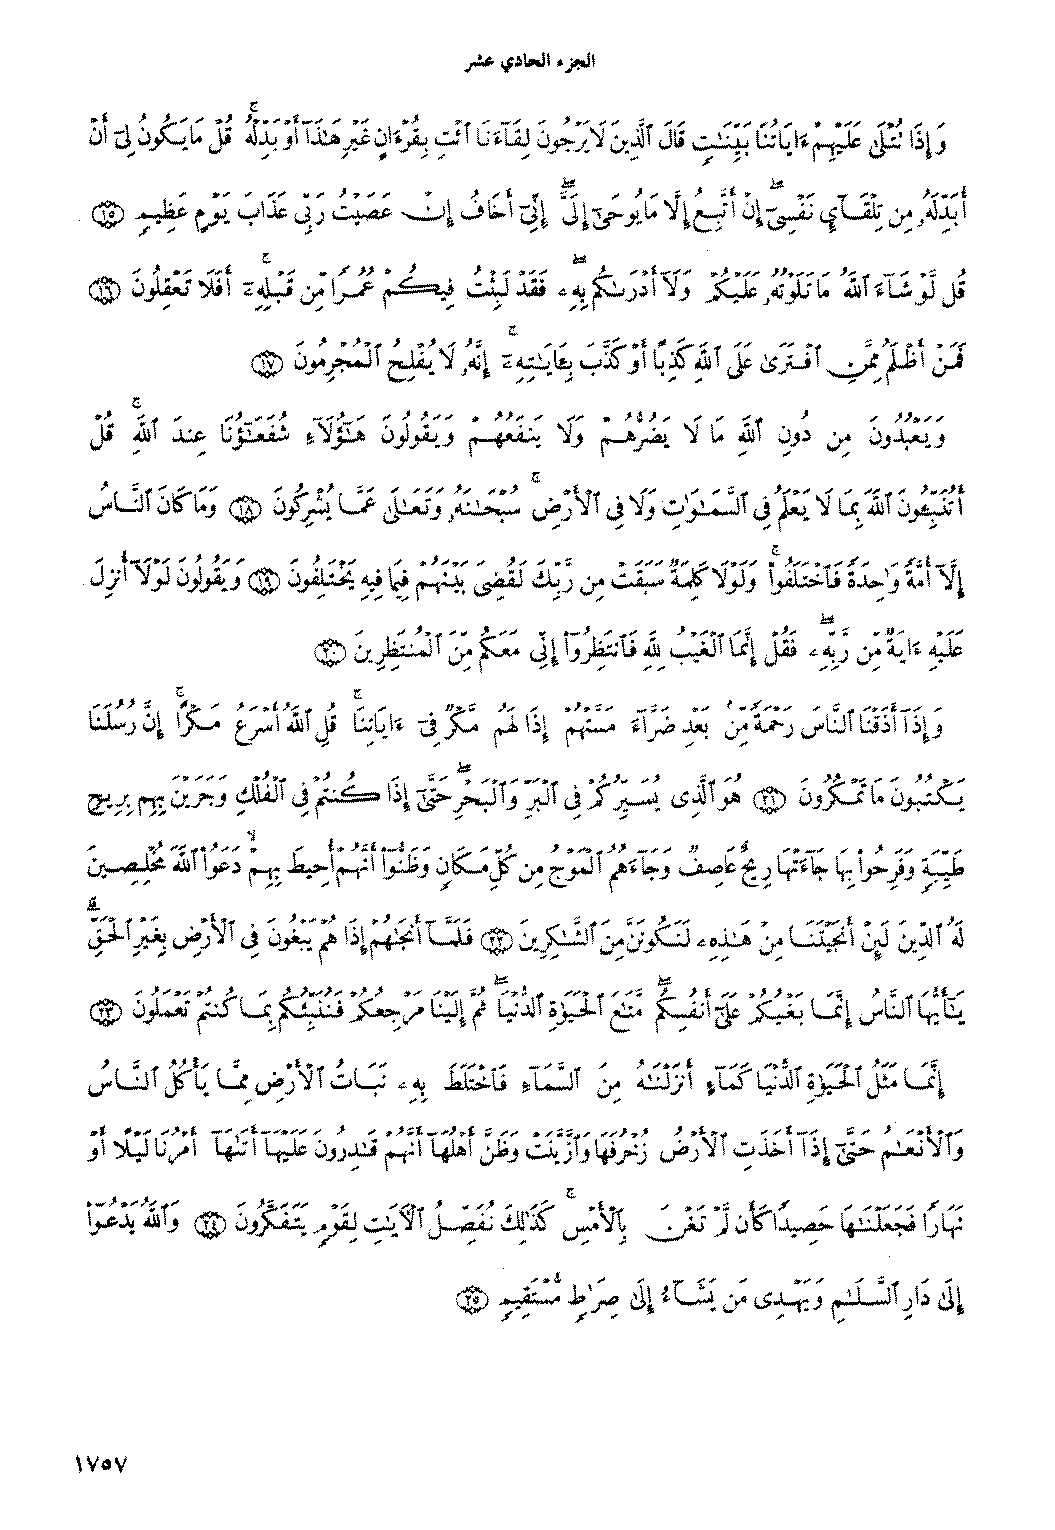 الجزء الحادي عشر
وَإِذَا تُتْلَىٰ عَلَيْهِمْ ءَايَاتُنَا بَيِّنَٰتٍ قَالَ ٱلَّذِينَ لَا يَرْجُونَ لِقَآءَنَا ٱئْتِ بِقُرْءَانٍ غَيْرِ هَٰذَآ أَوْ بَدِّلْهُ ۚ قُلْ مَا يَكُونُ لِىٓ أَنْ
أُبَدِّلَهُۥ مِن تِلْقَآيِٕ نَفْسِىٓ ۖ إِنْ أَتَّبِعُ إِلَّا مَا يُوحَىٰٓ إِلَىَّ ۖ إِنِّىٓ أَخَافُ إِنْ عَصَيْتُ رَبِّى عَذَابَ يَوْمٍ عَظِيمٍ ﴿١٥﴾
قُل لَّوْ شَآءَ ٱللَّهُ مَا تَلَوْتُهُۥ عَلَيْكُمْ وَلَآ أَدْرَىٰكُم بِهِۦ ۖ فَقَدْ لَبِثْتُ فِيكُمْ عُمُرًا مِّن قَبْلِهِۦٓ ۚ أَفَلَا تَعْقِلُونَ ﴿١٦﴾
فَمَنْ أَظْلَمُ مِمَّنِ ٱفْتَرَىٰ عَلَى ٱللَّهِ كَذِبًا أَوْ كَذَّبَ بِـَٔايَٰتِهِۦٓ ۚ إِنَّهُۥ لَا يُفْلِحُ ٱلْمُجْرِمُونَ ﴿١٧﴾
وَيَعْبُدُونَ مِن دُونِ ٱللَّهِ مَا لَا يَضُرُّهُمْ وَلَا يَنفَعُهُمْ وَيَقُولُونَ هَٰٓؤُلَآءِ شُفَعَٰٓؤُنَا عِندَ ٱللَّهِ ۚ قُلْ
أَتُنَبِّـُٔونَ ٱللَّهَ بِمَا لَا يَعْلَمُ فِى ٱلسَّمَٰوَٰتِ وَلَا فِى ٱلْأَرْضِ ۚ سُبْحَٰنَهُۥ وَتَعَٰلَىٰ عَمَّا يُشْرِكُونَ ﴿١٨﴾ وَمَا كَانَ ٱلنَّاسُ
إِلَّآ أُمَّةً وَٰحِدَةً فَٱخْتَلَفُوا۟ ۚ وَلَوْلَا كَلِمَةٌ سَبَقَتْ مِن رَّبِّكَ لَقُضِىَ بَيْنَهُمْ فِيمَا فِيهِ يَخْتَلِفُونَ ﴿١٩﴾ وَيَقُولُونَ لَوْلَآ أُنزِلَ
عَلَيْهِ ءَايَةٌ مِّن رَّبِّهِۦ ۖ فَقُلْ إِنَّمَا ٱلْغَيْبُ لِلَّهِ فَٱنتَظِرُوٓا۟ إِنِّى مَعَكُم مِّنَ ٱلْمُنتَظِرِينَ ﴿٢٠﴾
وَإِذَآ أَذَقْنَا ٱلنَّاسَ رَحْمَةً مِّنۢ بَعْدِ ضَرَّآءَ مَسَّتْهُمْ إِذَا لَهُم مَّكْرٌ فِىٓ ءَايَاتِنَا ۚ قُلِ ٱللَّهُ أَسْرَعُ مَكْرًا ۚ إِنَّ رُسُلَنَا
يَكْتُبُونَ مَا تَمْكُرُونَ ﴿٢١﴾ هُوَ ٱلَّذِى يُسَيِّرُكُمْ فِى ٱلْبَرِّ وَٱلْبَحْرِ ۖ حَتَّىٰٓ إِذَا كُنتُمْ فِى ٱلْفُلْكِ وَجَرَيْنَ بِهِم بِرِيحٍ
طَيِّبَةٍ وَفَرِحُوا۟ بِهَا جَآءَتْهَا رِيحٌ عَاصِفٌ وَجَآءَهُمُ ٱلْمَوْجُ مِن كُلِّ مَكَانٍ وَظَنُّوٓا۟ أَنَّهُمْ أُحِيطَ بِهِمْ ۙ دَعَوُا۟ ٱللَّهَ مُخْلِصِينَ
لَهُ ٱلدِّينَ لَئِنْ أَنجَيْتَنَا مِنْ هَٰذِهِۦ لَنَكُونَنَّ مِنَ ٱلشَّٰكِرِينَ ﴿٢٢﴾ فَلَمَّآ أَنجَىٰهُمْ إِذَا هُمْ يَبْغُونَ فِى ٱلْأَرْضِ بِغَيْرِ ٱلْحَقِّ ۗ
يَٰٓأَيُّهَا ٱلنَّاسُ إِنَّمَا بَغْيُكُمْ عَلَىٰٓ أَنفُسِكُم ۖ مَّتَٰعَ ٱلْحَيَوٰةِ ٱلدُّنْيَا ۖ ثُمَّ إِلَيْنَا مَرْجِعُكُمْ فَنُنَبِّئُكُم بِمَا كُنتُمْ تَعْمَلُونَ ﴿٢٣﴾
إِنَّمَا مَثَلُ ٱلْحَيَوٰةِ ٱلدُّنْيَا كَمَآءٍ أَنزَلْنَٰهُ مِنَ ٱلسَّمَآءِ فَٱخْتَلَطَ بِهِۦ نَبَاتُ ٱلْأَرْضِ مِمَّا يَأْكُلُ ٱلنَّاسُ
وَٱلْأَنْعَٰمُ حَتَّىٰٓ إِذَآ أَخَذَتِ ٱلْأَرْضُ زُخْرُفَهَا وَٱزَّيَّنَتْ وَظَنَّ أَهْلُهَآ أَنَّهُمْ قَٰدِرُونَ عَلَيْهَآ أَتَىٰهَآ أَمْرُنَا لَيْلًا أَوْ
نَهَارًا فَجَعَلْنَٰهَا حَصِيدًا كَأَن لَّمْ تَغْنَ بِٱلْأَمْسِ ۚ كَذَٰلِكَ نُفَصِّلُ ٱلْءَايَٰتِ لِقَوْمٍ يَتَفَكَّرُونَ ﴿٢٤﴾ وَٱللَّهُ يَدْعُوٓا۟
إِلَىٰ دَارِ ٱلسَّلَٰمِ وَيَهْدِى مَن يَشَآءُ إِلَىٰ صِرَٰطٍ مُّسْتَقِيمٍ ﴿٢٥﴾
١٧٥٧